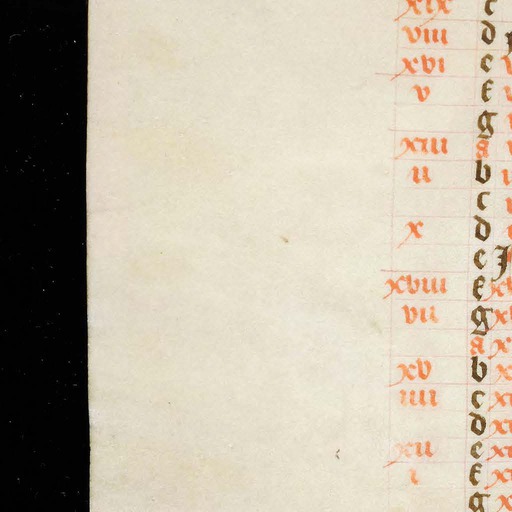 xix c
viii d
xvi e
v f
g
xiii a
ii b
c
x d
e
xviii f
vii g
a
xv b
iiii c
d
xii e
i f
g